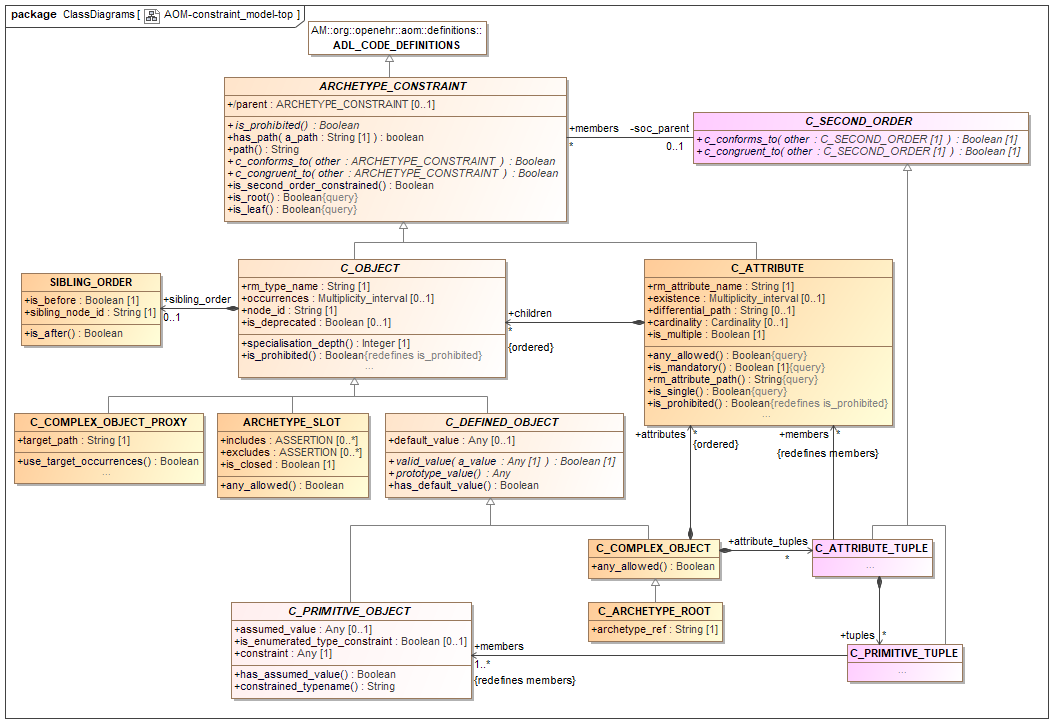 package ClassDiagrams [ AOM-constraint_model-top ]
AM::org::openehr::aom::definitions::
ADL_CODE_DEFINITIONS
ARCHETYPE_CONSTRAINT
+/parent : ARCHETYPE_CONSTRAINT [0..1]
+is_prohibited() : Boolean
+has_path( a_path : String [1] ) : boolean
+path() : String
+c_conforms_to( other : ARCHETYPE_CONSTRAINT ) : Boolean
+c_congruent_to( other : ARCHETYPE_CONSTRAINT ) : Boolean
+is_second_order_constrained() : Boolean
+is_root() : Boolean{query}
+is_leaf() : Boolean{query}
+members
*
-soc_parent
0..1
C_SECOND_ORDER
+c_conforms_to( other : C_SECOND_ORDER [1] ) : Boolean [1]
+c_congruent_to( other : C_SECOND_ORDER [1] ) : Boolean [1]
SIBLING_ORDER
+is_before : Boolean [1]
+sibling_node_id : String [1]
+is_after() : Boolean
+sibling_order
0..1
C_OBJECT
+rm_type_name : String [1]
+occurrences : Multiplicity_interval [0..1]
+node_id : String [1]
+is_deprecated : Boolean [0..1]
+specialisation_depth() : Integer [1]
+is_prohibited() : Boolean{redefines is_prohibited}
...
+children
*
{ordered}
C_ATTRIBUTE
+rm_attribute_name : String [1]
+existence : Multiplicity_interval [0..1]
+differential_path : String [0..1]
+cardinality : Cardinality [0..1]
+is_multiple : Boolean [1]
+any_allowed() : Boolean{query}
+is_mandatory() : Boolean [1]{query}
+rm_attribute_path() : String{query}
+is_single() : Boolean{query}
+is_prohibited() : Boolean{redefines is_prohibited}
...
C_COMPLEX_OBJECT_PROXY
+target_path : String [1]
+use_target_occurrences() : Boolean
...
ARCHETYPE_SLOT
+includes : ASSERTION [0..*]
+excludes : ASSERTION [0..*]
+is_closed : Boolean [1]
+any_allowed() : Boolean
C_DEFINED_OBJECT
+default_value : Any [0..1]
+valid_value( a_value : Any [1] ) : Boolean [1]
+prototype_value() : Any
+has_default_value() : Boolean
+attributes
*
{ordered}
+members
*
{redefines members}
C_COMPLEX_OBJECT
+any_allowed() : Boolean
+attribute_tuples
*
C_ATTRIBUTE_TUPLE
...
C_ARCHETYPE_ROOT
+archetype_ref : String [1]
C_PRIMITIVE_OBJECT
+assumed_value : Any [0..1]
+is_enumerated_type_constraint : Boolean [0..1]
+constraint : Any [1]
+has_assumed_value() : Boolean
+constrained_typename() : String
+members
1..*
{redefines members}
+tuples
*
C_PRIMITIVE_TUPLE
...